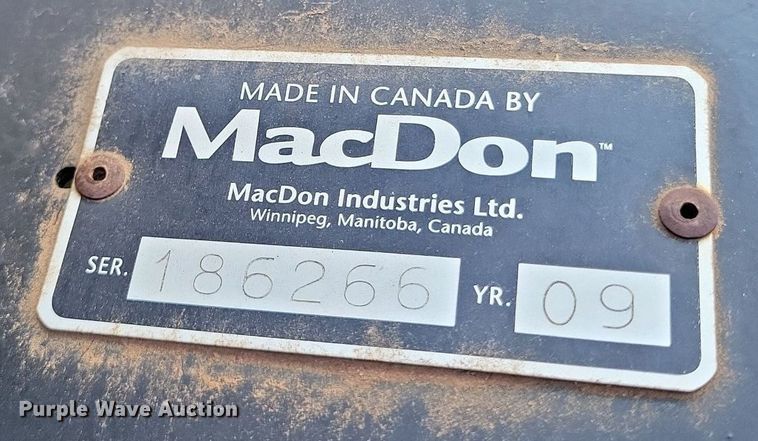 MADE IN CANADA BY
MacDon™
MacDon Industries Ltd.
Winnipeg, Manitoba, Canada
SER. 186266 YR. 09
Purple Wave Auction